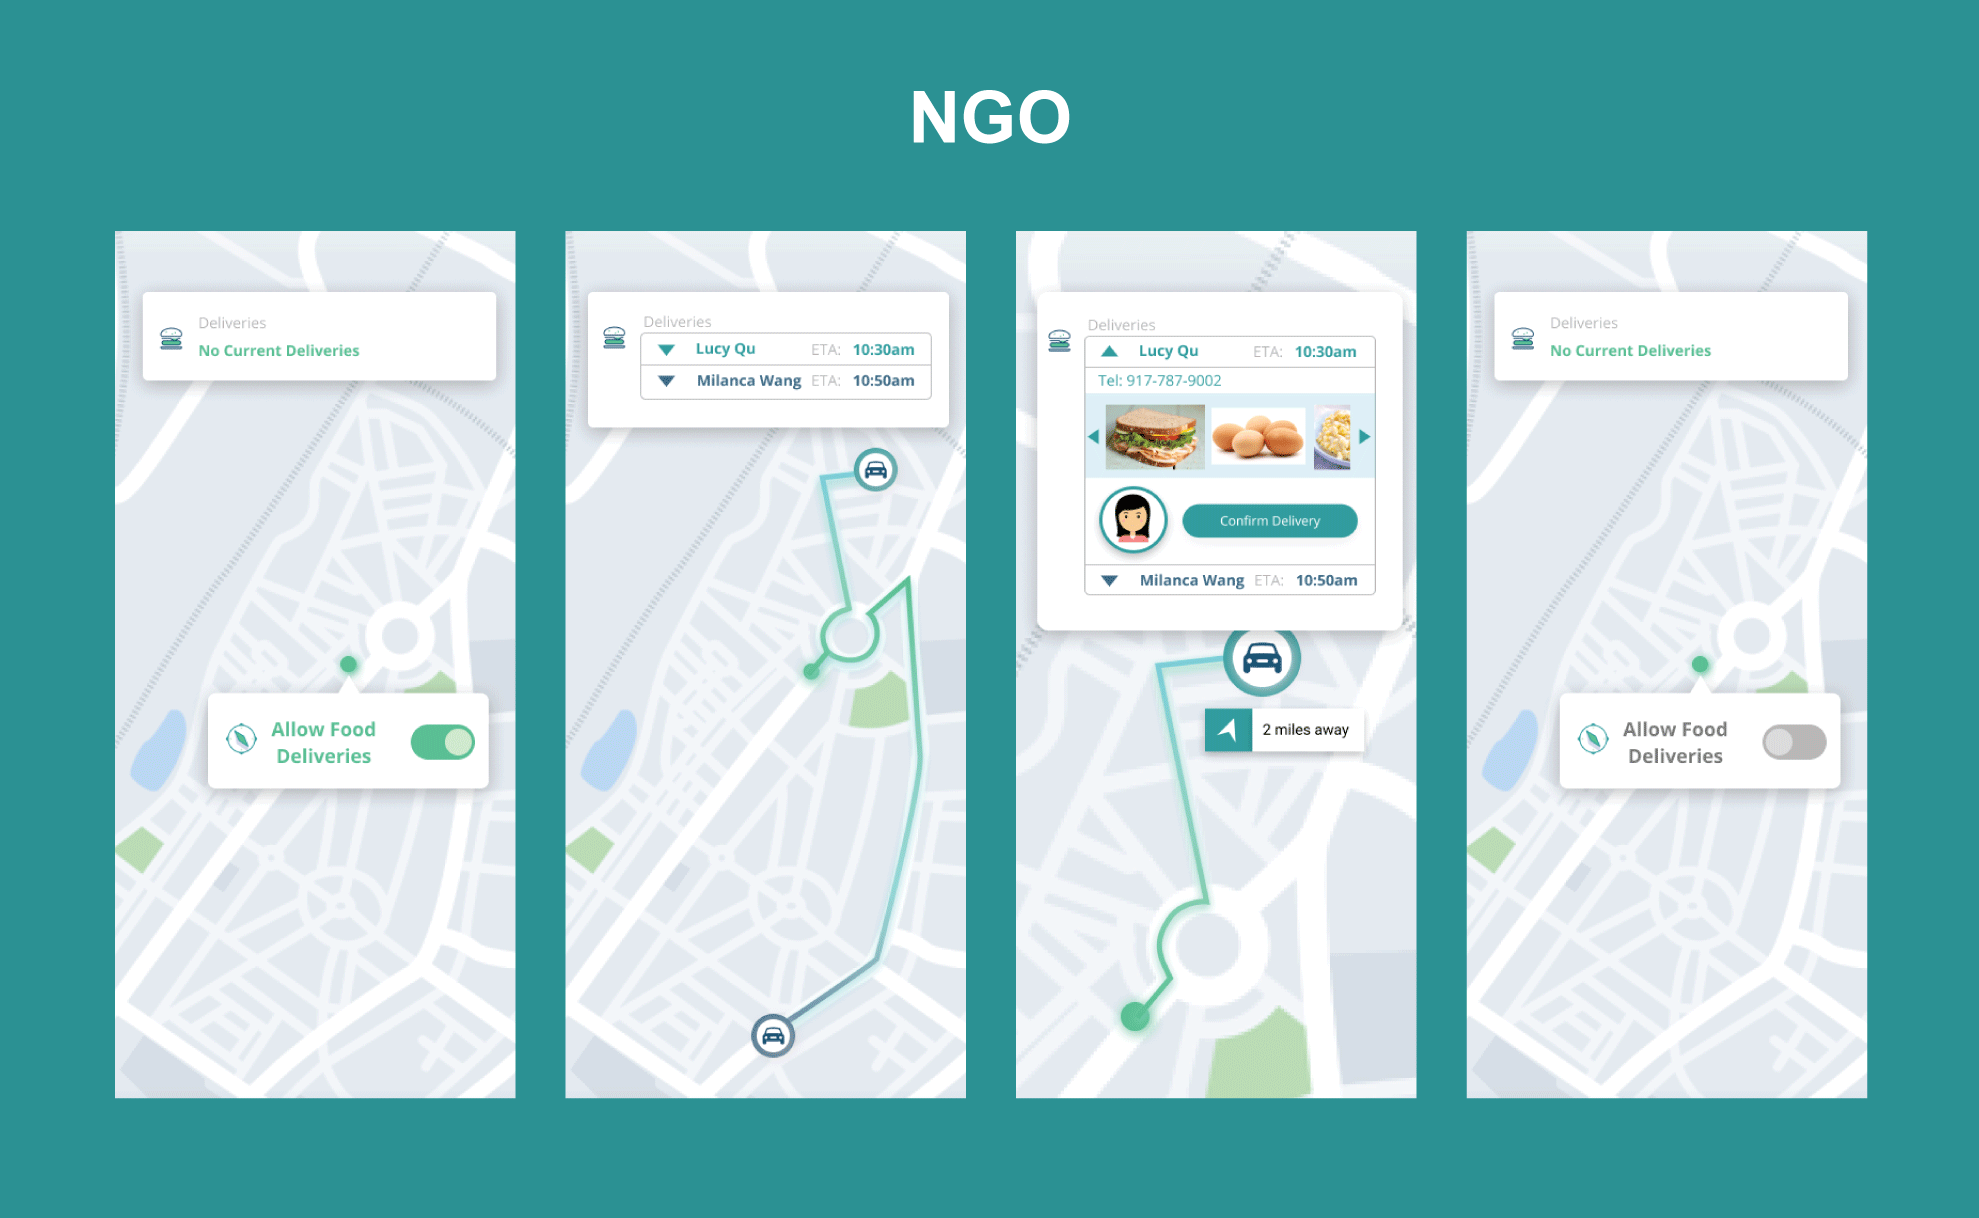 NGO
Deliveries
No Current Deliveries
Allow Food
Deliveries
Deliveries
Lucy Qu ETA: 10:30am
Milanca Wang ETA: 10:50am
Deliveries
Lucy Qu ETA: 10:30am
Tel: 917-787-9002
Confirm Delivery
Milanca Wang ETA: 10:50am
2 miles away
Deliveries
No Current Deliveries
Allow Food
Deliveries